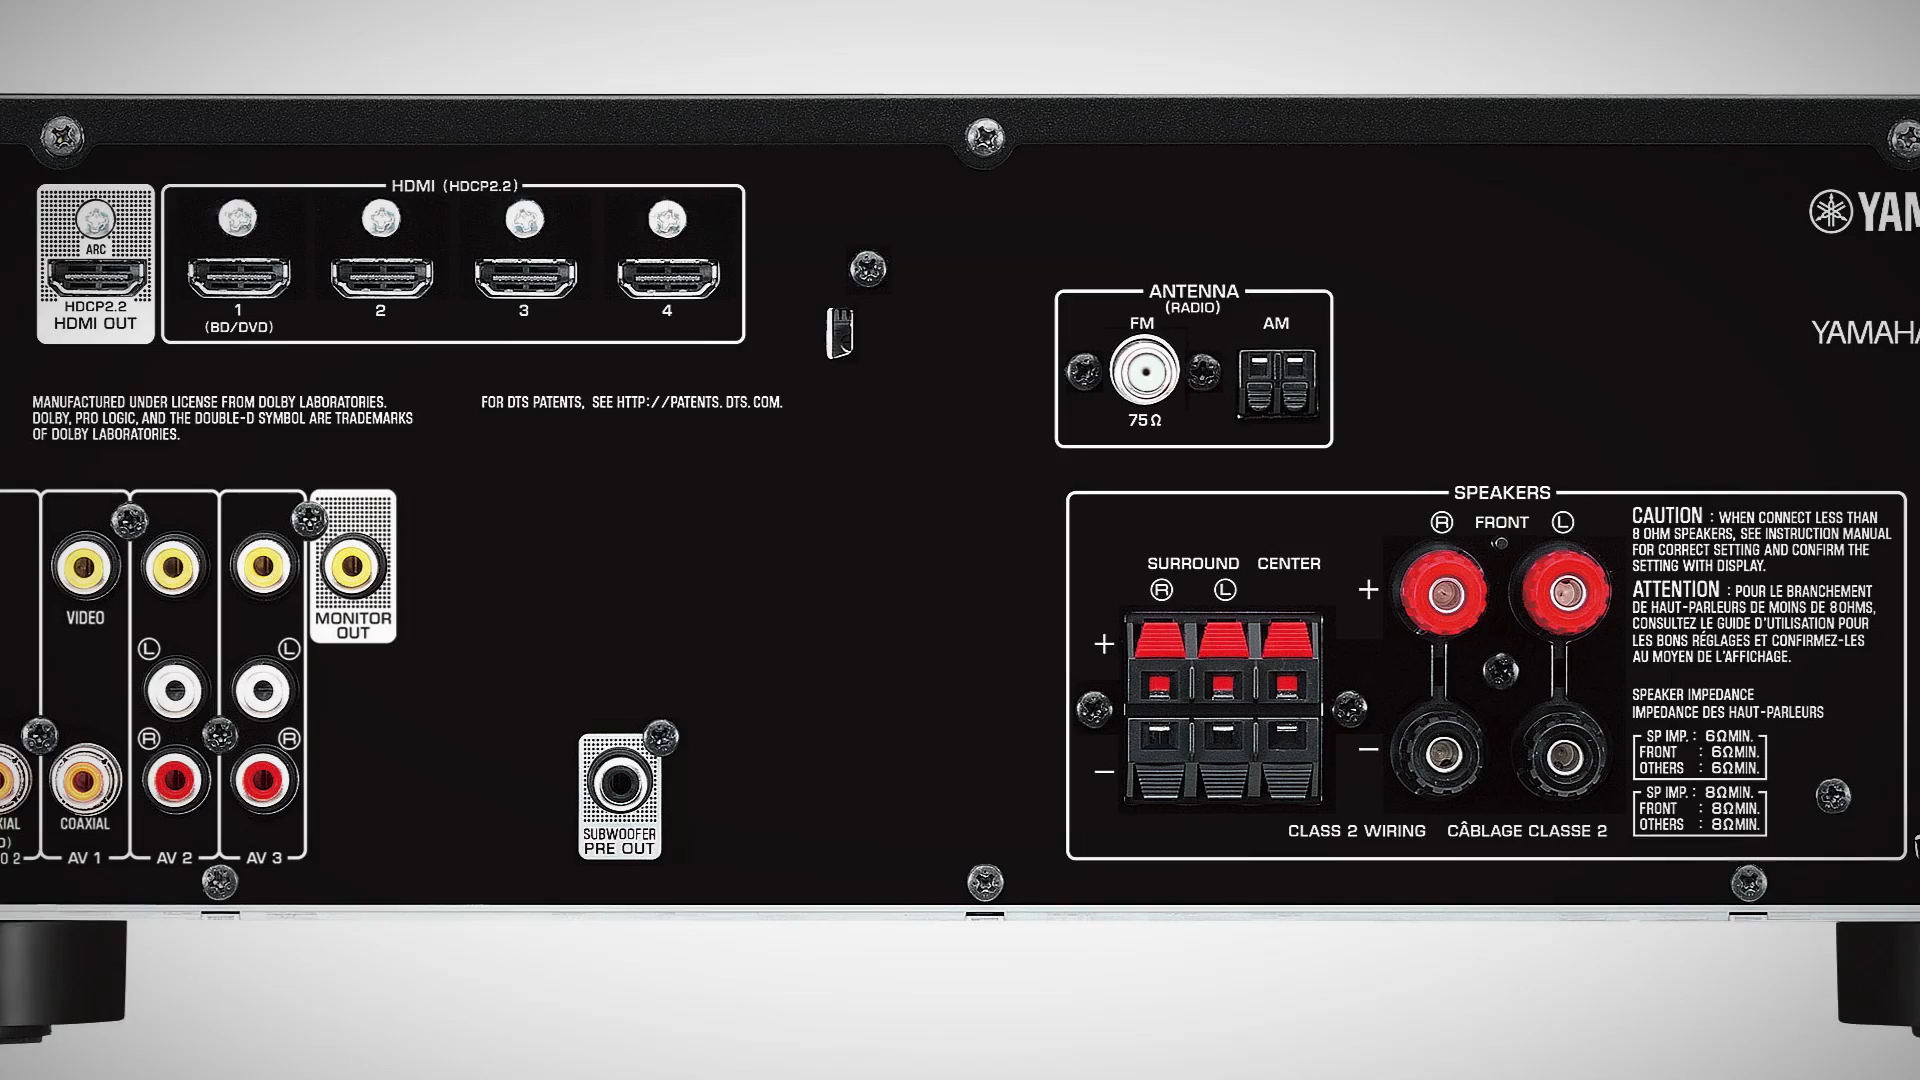 HDMI (HDCP2.2)
ARC
HDCP2.2
HDMI OUT
1
(BD/DVD)
2
3
4
ANTENNA
(RADIO)
FM
AM
75Ω
YAMAHA
MANUFACTURED UNDER LICENSE FROM DOLBY LABORATORIES.
DOLBY, PRO LOGIC, AND THE DOUBLE-D SYMBOL ARE TRADEMARKS
OF DOLBY LABORATORIES.
FOR DTS PATENTS, SEE HTTP://PATENTS.DTS.COM.
VIDEO
MONITOR
OUT
L
L
R
R
COAXIAL
AV 1
AV 2
AV 3
SUBWOOFER
PRE OUT
SPEAKERS
R FRONT L
SURROUND CENTER
R L
+
+
−
−
CLASS 2 WIRING CÂBLAGE CLASSE 2
CAUTION : WHEN CONNECT LESS THAN
8 OHM SPEAKERS, SEE INSTRUCTION MANUAL
FOR CORRECT SETTING AND CONFIRM THE
SETTING WITH DISPLAY.
ATTENTION : POUR LE BRANCHEMENT
DE HAUT-PARLEURS DE MOINS DE 8OHMS,
CONSULTEZ LE GUIDE D'UTILISATION POUR
LES BONS RÉGLAGES ET CONFIRMEZ-LES
AU MOYEN DE L'AFFICHAGE.
SPEAKER IMPEDANCE
IMPEDANCE DES HAUT-PARLEURS
SP IMP. : 6ΩMIN.
FRONT : 6ΩMIN.
OTHERS : 6ΩMIN.
SP IMP. : 8ΩMIN.
FRONT : 8ΩMIN.
OTHERS : 8ΩMIN.